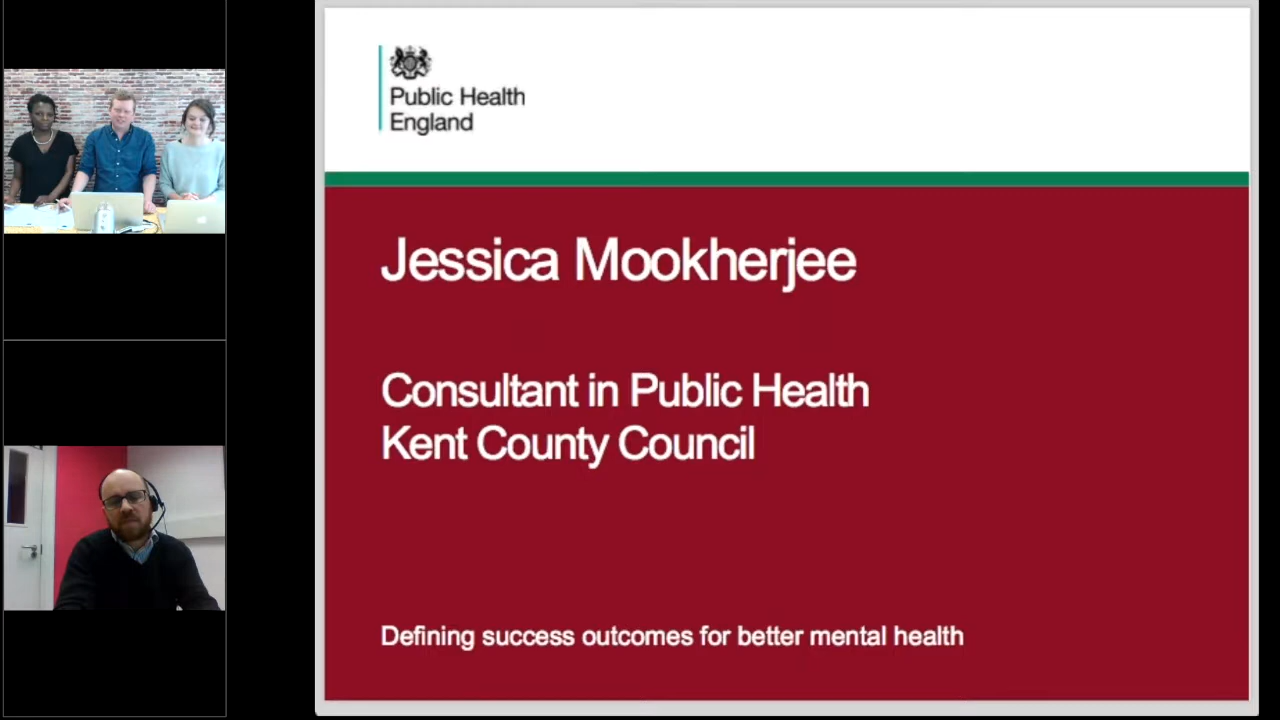 Public Health
England
Jessica Mookherjee
Consultant in Public Health
Kent County Council
Defining success outcomes for better mental health